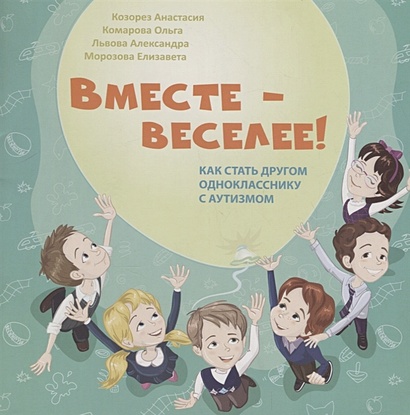 Козорез Анастасия
Комарова Ольга
Львова Александра
Морозова Елизавета
Вместе -
веселее!
КАК СТАТЬ ДРУГОМ
ОДНОКЛАССНИКУ
С АУТИЗМОМ